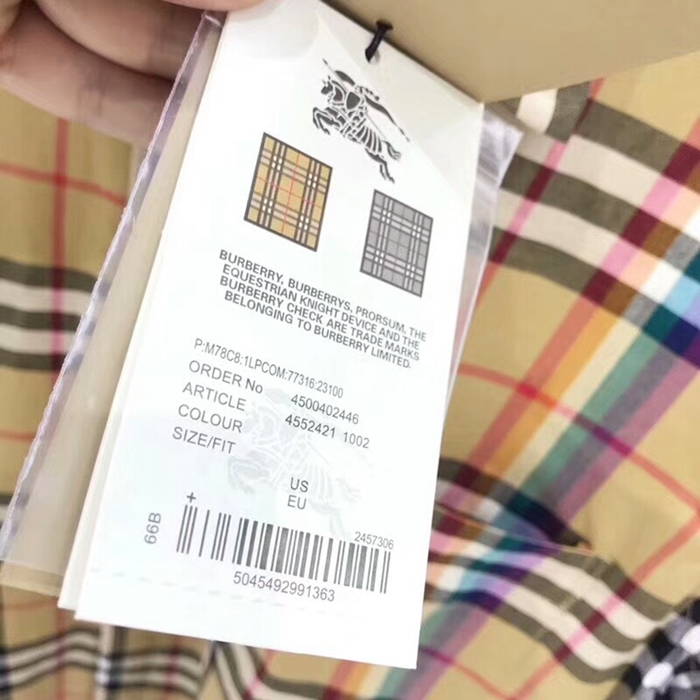 BURBERRY, BURBERRYS, PRORSUM, THE
EQUESTRIAN KNIGHT DEVICE AND THE
BURBERRY CHECK ARE TRADE MARKS
BELONGING TO BURBERRY LIMITED.
P:M78C8:1LPCOM:77316:23100
ORDER No 4500402446
ARTICLE 4552421 1002
COLOUR
SIZE/FIT
US
EU
66B
2457306
5045492991363